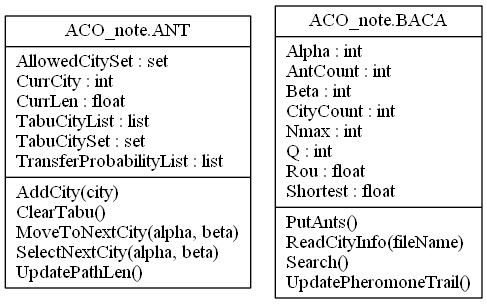 ACO_note.ANT
AllowedCitySet : set
CurrCity : int
CurrLen : float
TabuCityList : list
TabuCitySet : set
TransferProbabilityList : list
AddCity(city)
ClearTabu()
MoveToNextCity(alpha, beta)
SelectNextCity(alpha, beta)
UpdatePathLen()
ACO_note.BACA
Alpha : int
AntCount : int
Beta : int
CityCount : int
Nmax : int
Q : int
Rou : float
Shortest : float
PutAnts()
ReadCityInfo(fileName)
Search()
UpdatePheromoneTrail()